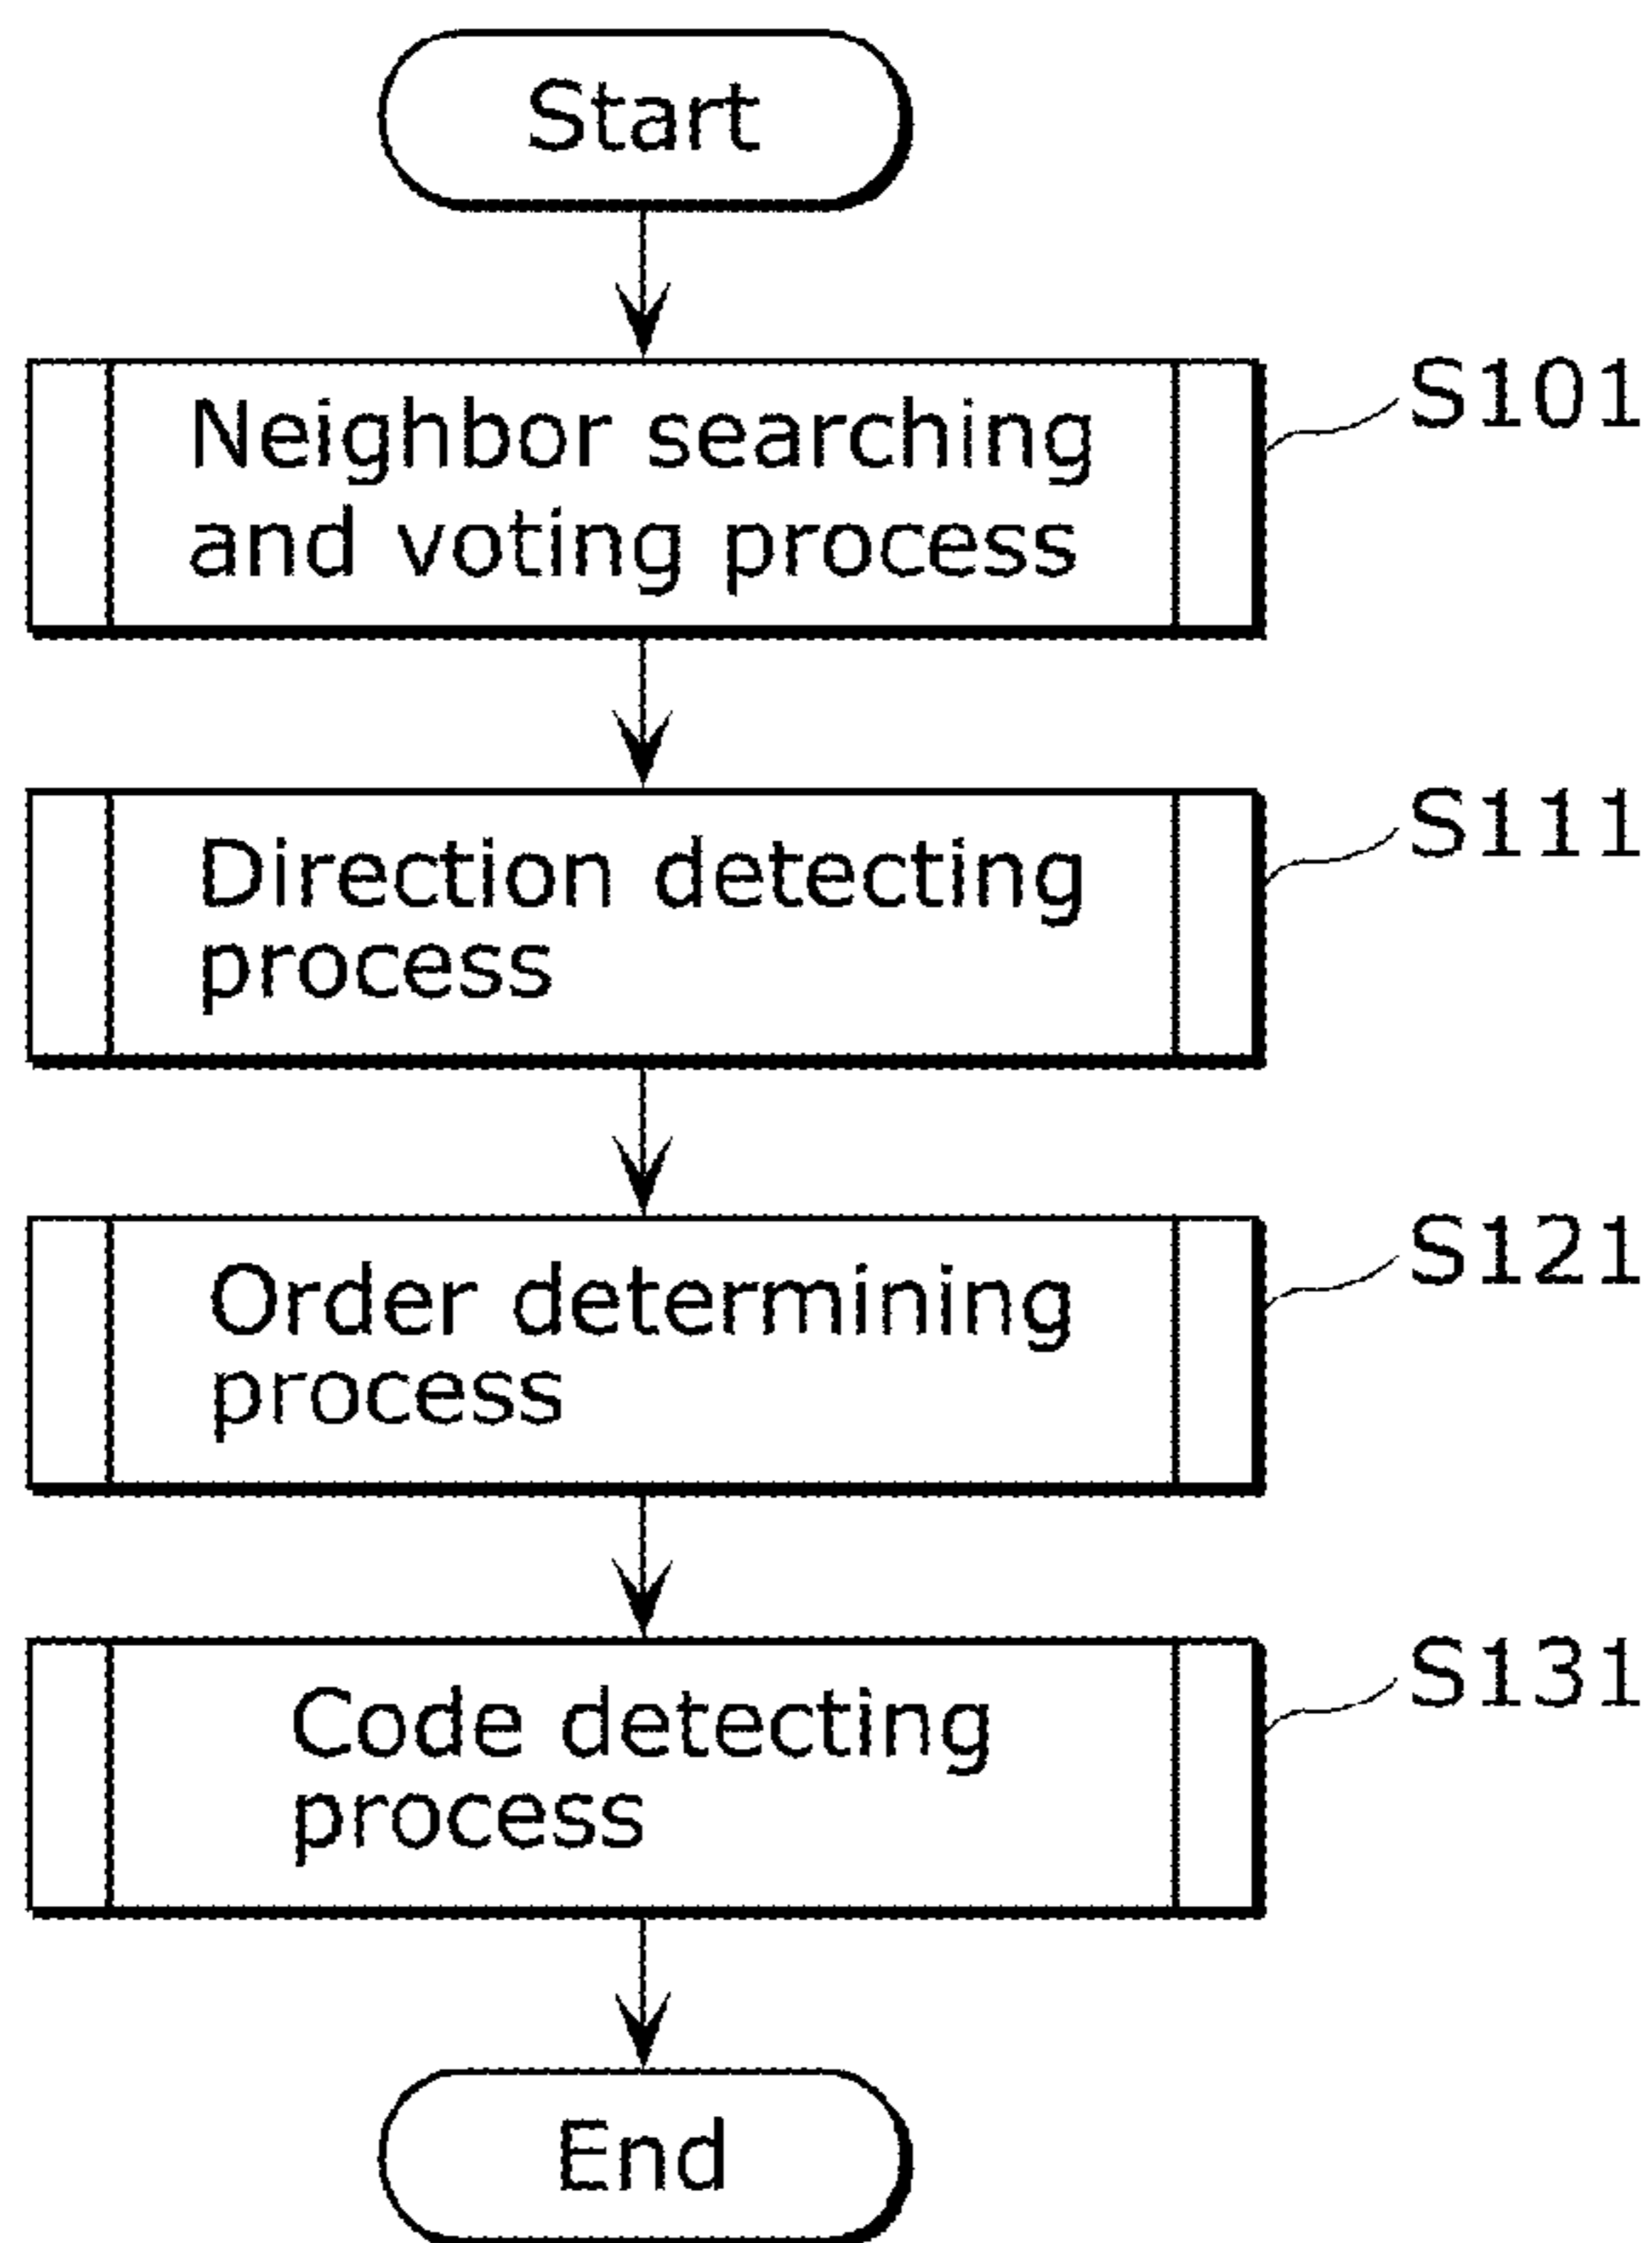 Start
Neighbor searching
and voting process
S101
Direction detecting
process
S111
Order determining
process
S121
Code detecting
process
S131
End